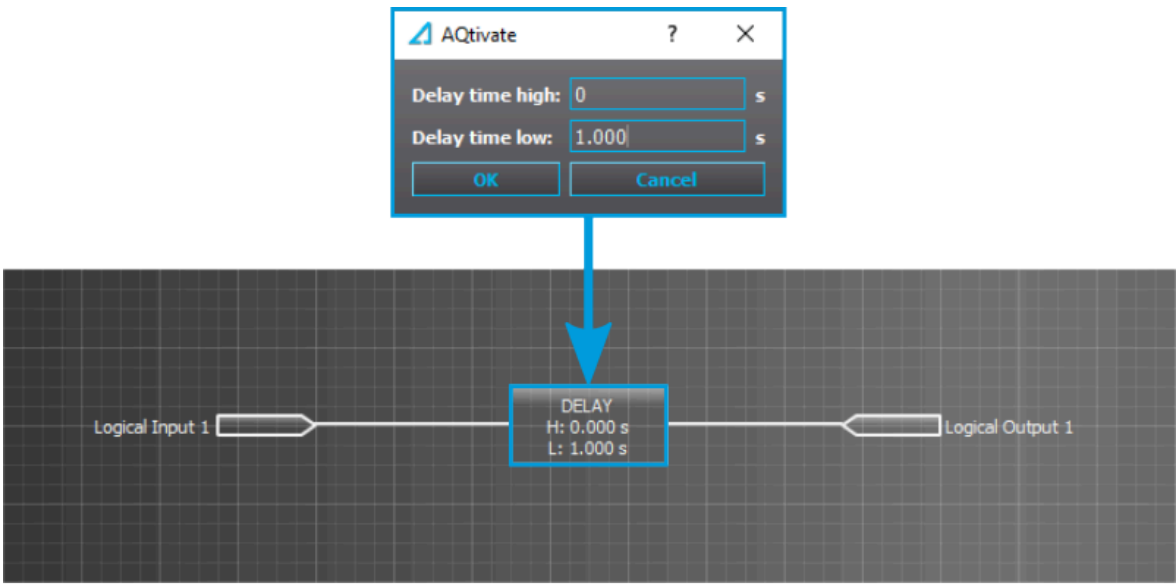 AQtivate ?
Delay time high: 0 s
Delay time low: 1.000 s
OK Cancel
DELAY
Logical Input 1 H: 0.000 s Logical Output 1
L: 1.000 s